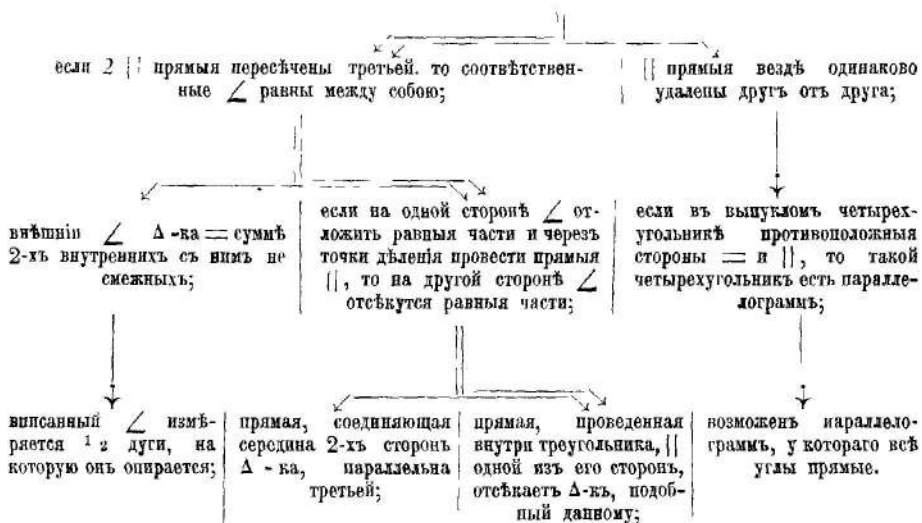 если 2 || прямыя пересѣчены третьей. то соотвѣтствен-
ные ∠ равны между собою;
|| прямыя вездѣ одинаково
удалены другъ отъ друга;
внѣшніи ∠ Δ-ка = суммѣ
2-хъ внутреннихъ съ нимъ не
смежныхъ;
если на одной сторонѣ ∠ от-
ложить равныя части и черезъ
точки дѣленія провести прямыя
||, то на другой сторонѣ ∠
отсѣкутся равныя части;
если въ выпукломъ четырех-
угольникѣ противоположныя
стороны = и ||, то такой
четырехугольникъ есть паралле-
лограммъ;
вписанный ∠ измѣ-
ряется ½ дуги, на
которую онъ опирается;
прямая, соединяющая
середина 2-хъ сторонъ
Δ-ка, параллельна
третьей;
прямая, проведенная
внутри треугольника, ||
одной изъ его сторонъ,
отсѣкаетъ Δ-къ, подоб-
ный данному;
возможенъ параллело-
граммъ, у котораго всѣ
углы прямые.